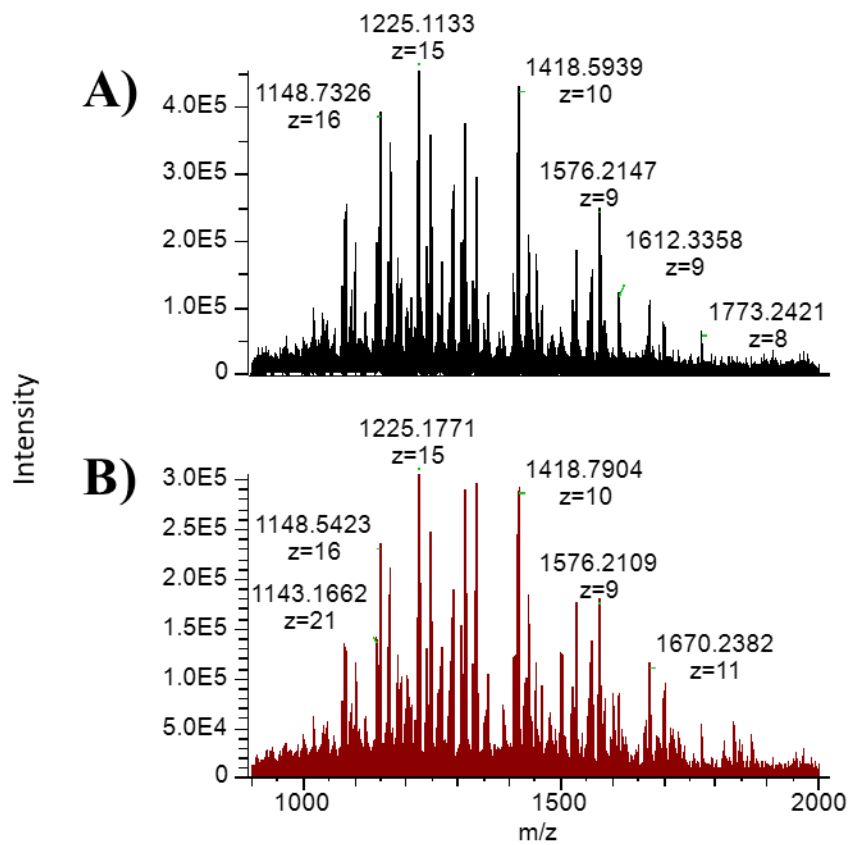 Intensity
A)
1225.1133
z=15
1148.7326
z=16
1418.5939
z=10
1576.2147
z=9
1612.3358
z=9
1773.2421
z=8
4.0E5
3.0E5
2.0E5
1.0E5
0
B)
1225.1771
z=15
1148.5423
z=16
1143.1662
z=21
1418.7904
z=10
1576.2109
z=9
1670.2382
z=11
3.0E5
2.5E5
2.0E5
1.5E5
1.0E5
5.0E4
0
1000 1500 2000
m/z